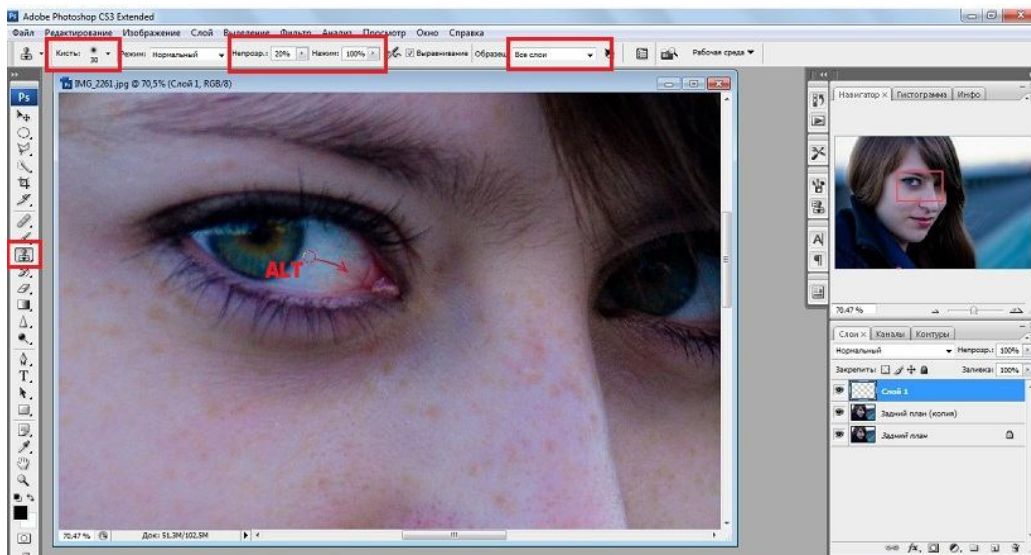 Adobe Photoshop CS3 Extended
Файл Редактирование Изображение Слой Выделение Фильтр Анализ Просмотр Окно Справка
Кисть: 30 Режим: Нормальный Непрозр.: 20% Нажим: 100% Выравнивание Образец: Все слои Рабочая среда
IMG_2261.jpg @ 70,5% (Слой 1, RGB/8)
Ps
ALT
T
70,47 % Док: 51,3M/102,5M
Навигатор × Гистограмма Инфо
70.47 %
Слои × Каналы Контуры
Нормальный Непрозр.: 100%
Закрепить: Заливка: 100%
Слой 1
Задний план (копия)
Задний план